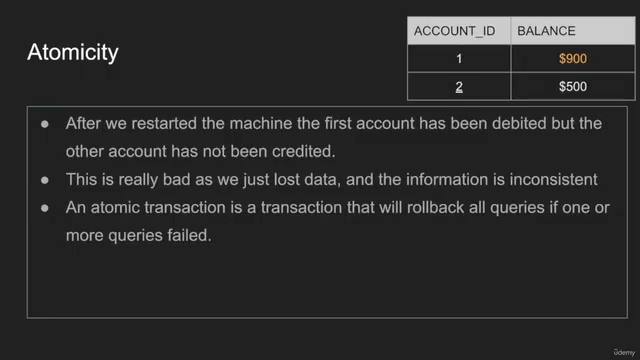 Atomicity
ACCOUNT_ID BALANCE
1 $900
2 $500
● After we restarted the machine the first account has been debited but the
other account has not been credited.
● This is really bad as we just lost data, and the information is inconsistent
● An atomic transaction is a transaction that will rollback all queries if one or
more queries failed.
ûdemy